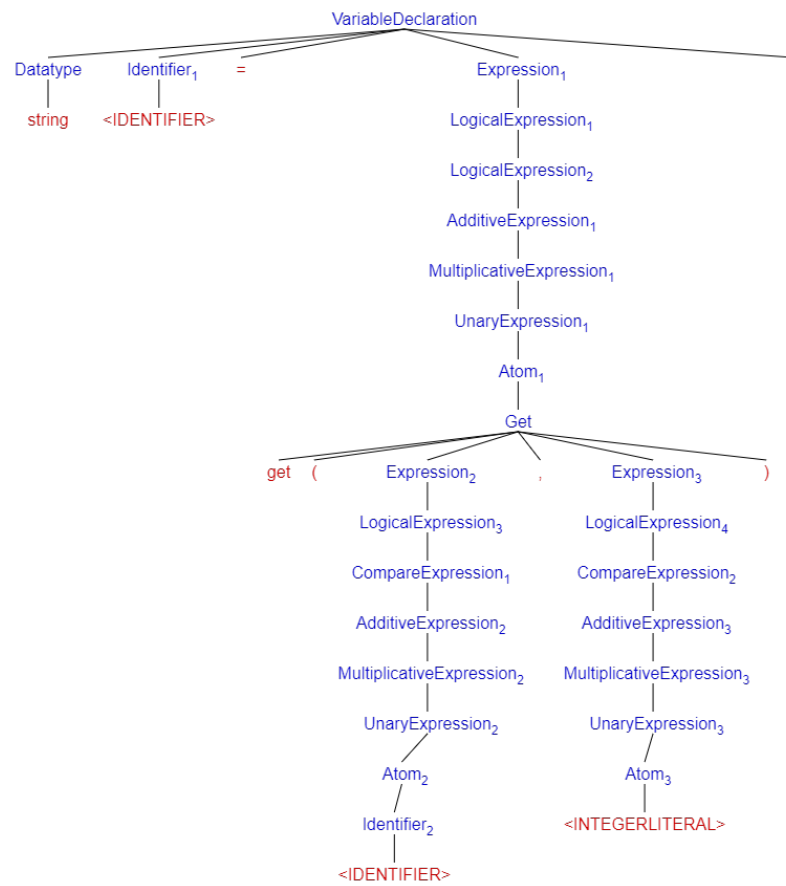 VariableDeclaration
Datatype Identifier₁ = Expression₁
string <IDENTIFIER> LogicalExpression₁
LogicalExpression₂
AdditiveExpression₁
MultiplicativeExpression₁
UnaryExpression₁
Atom₁
Get
get ( Expression₂ , Expression₃ )
LogicalExpression₃ LogicalExpression₄
CompareExpression₁ CompareExpression₂
AdditiveExpression₂ AdditiveExpression₃
MultiplicativeExpression₂ MultiplicativeExpression₃
UnaryExpression₂ UnaryExpression₃
Atom₂ Atom₃
Identifier₂ <INTEGERLITERAL>
<IDENTIFIER>